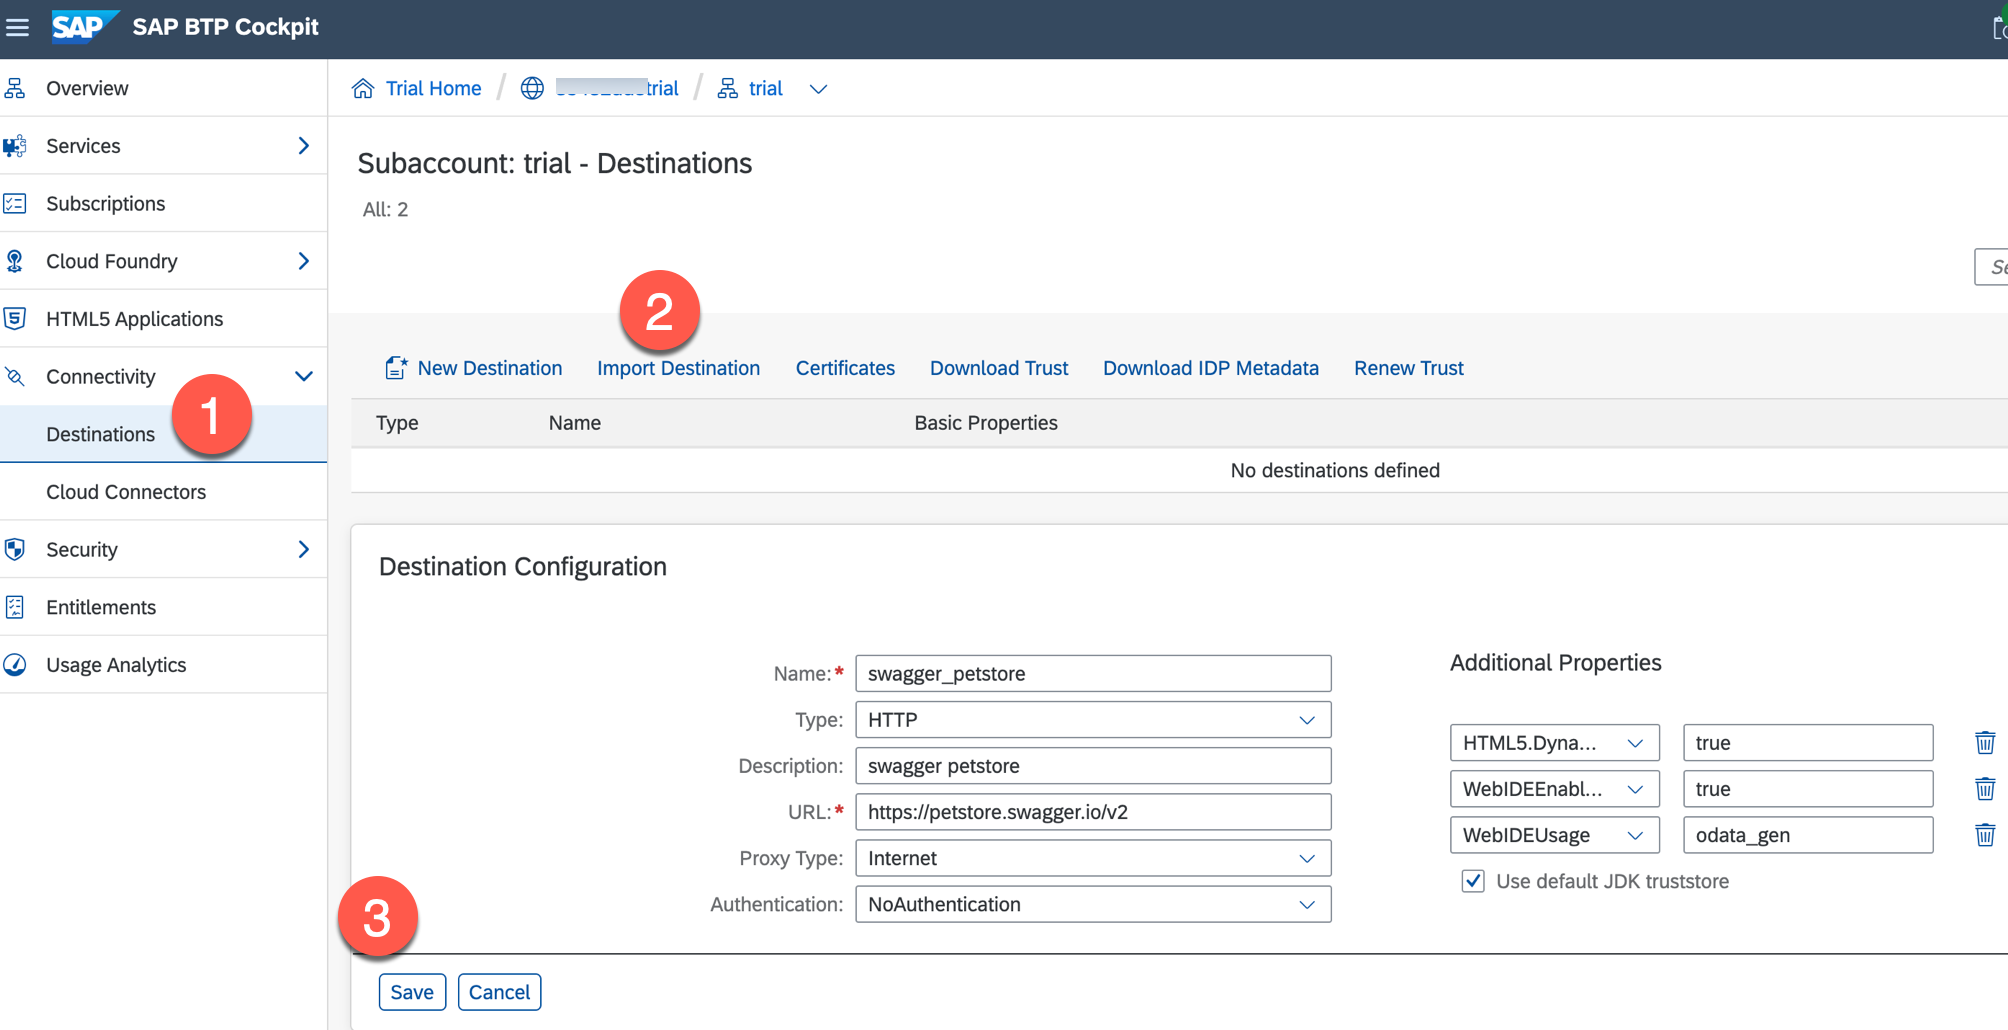 SAP SAP BTP Cockpit
Overview
Services
Subscriptions
Cloud Foundry
HTML5 Applications
Connectivity
1
Destinations
Cloud Connectors
Security
Entitlements
Usage Analytics
Trial Home / trial / trial
Subaccount: trial - Destinations
All: 2
2
New Destination Import Destination Certificates Download Trust Download IDP Metadata Renew Trust
Type Name Basic Properties
No destinations defined
Destination Configuration
Name:* swagger_petstore
Type: HTTP
Description: swagger petstore
URL:* https://petstore.swagger.io/v2
Proxy Type: Internet
Authentication: NoAuthentication
Additional Properties
HTML5.Dyna... true
WebIDEEnabl... true
WebIDEUsage odata_gen
Use default JDK truststore
3
Save Cancel